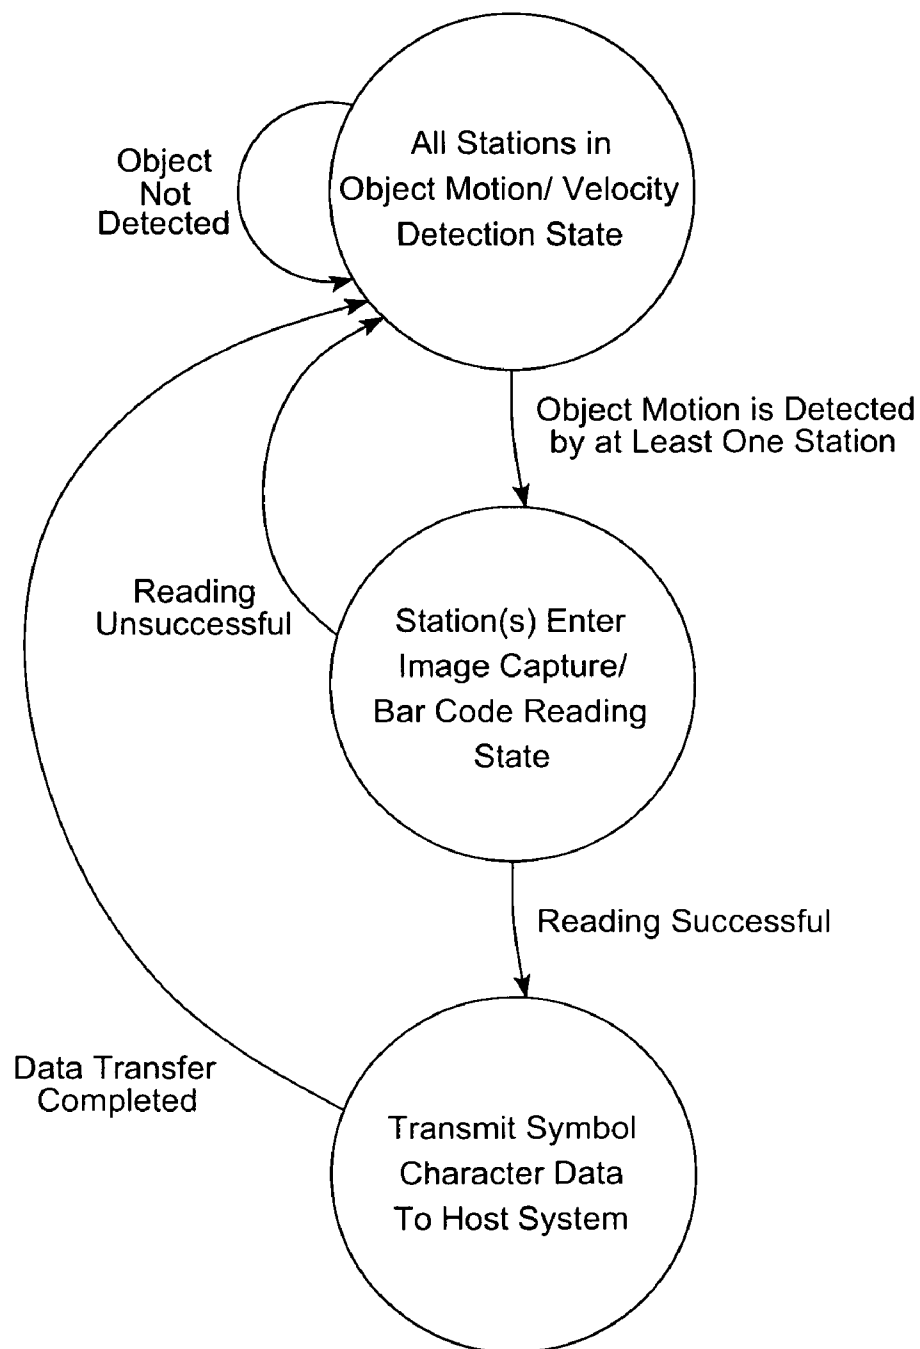 All Stations in
Object Motion/ Velocity
Detection State
Object
Not
Detected
Object Motion is Detected
by at Least One Station
Reading
Unsuccessful
Station(s) Enter
Image Capture/
Bar Code Reading
State
Reading Successful
Data Transfer
Completed
Transmit Symbol
Character Data
To Host System